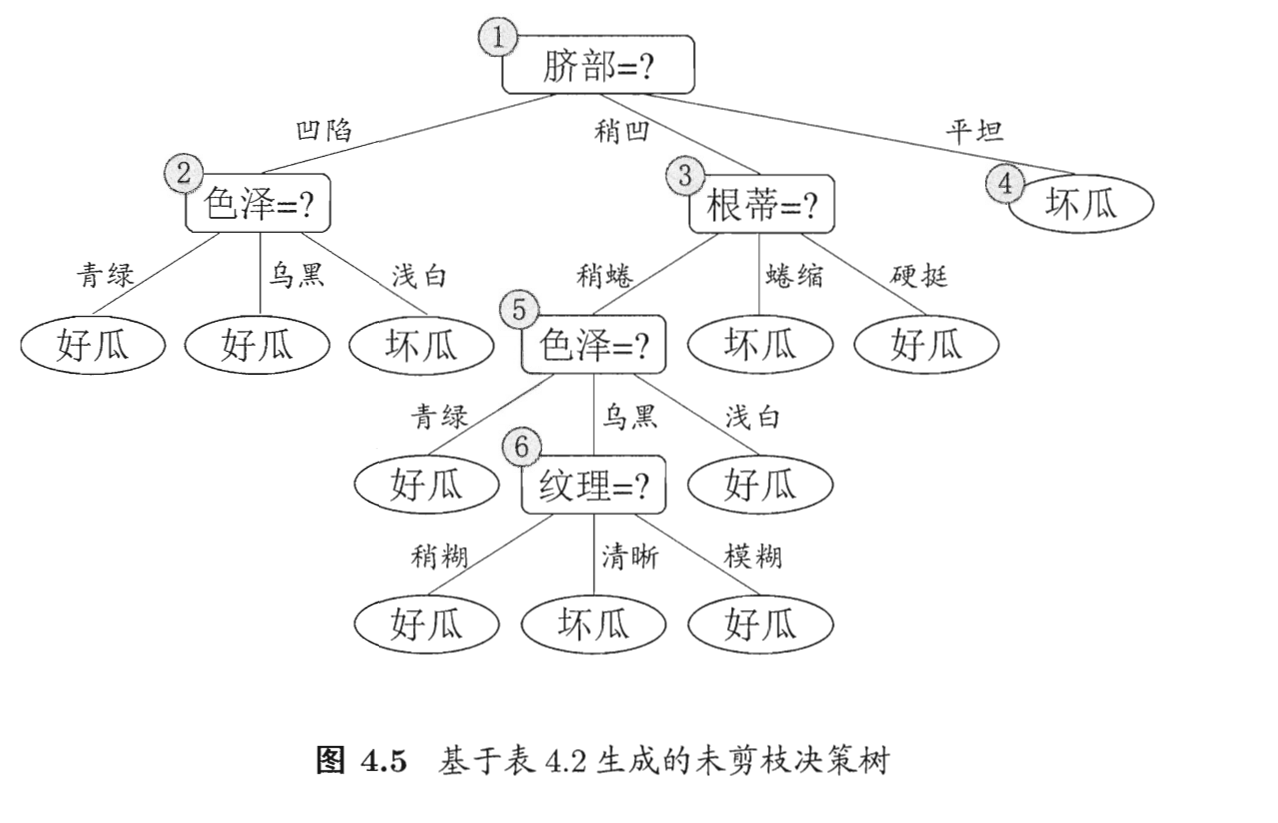 ①
脐部=?
凹陷 稍凹 平坦
② ③ ④
色泽=? 根蒂=? 坏瓜
青绿 乌黑 浅白 稍蜷 蜷缩 硬挺
⑤
好瓜 好瓜 坏瓜 色泽=? 坏瓜 好瓜
青绿 乌黑 浅白
⑥
好瓜 纹理=? 好瓜
稍糊 清晰 模糊
好瓜 坏瓜 好瓜
图 4.5 基于表 4.2 生成的未剪枝决策树